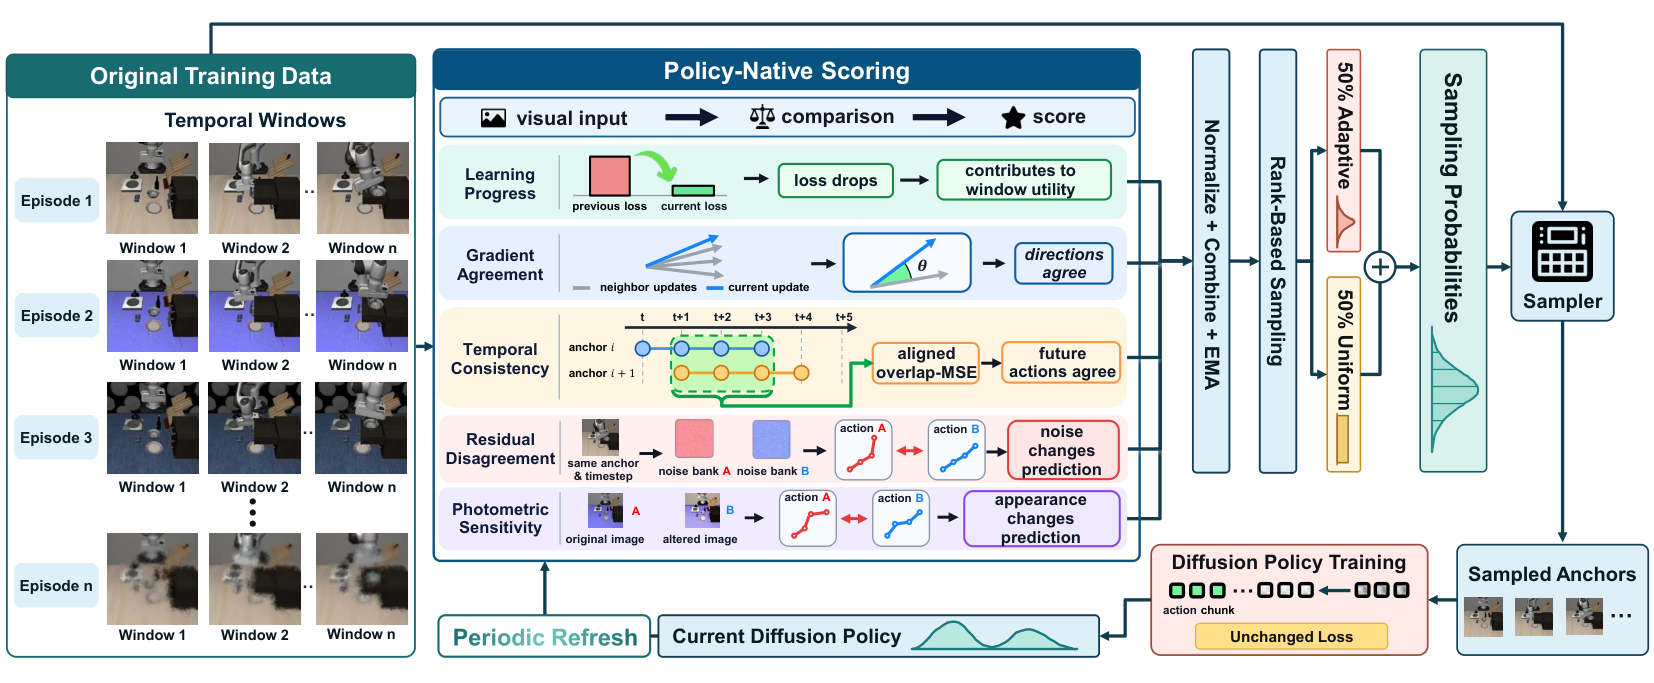 Original Training Data
Temporal Windows
Episode 1
Window 1
Window 2
Window n
Episode 2
Window 1
Window 2
Window n
Episode 3
Window 1
Window 2
Window n
Episode n
Window 1
Window 2
Window n
Policy-Native Scoring
visual input
comparison
score
Learning
Progress
previous loss
current loss
loss drops
contributes to
window utility
Gradient
Agreement
neighbor updates
current update
θ
directions
agree
Temporal
Consistency
t
t+1
t+2
t+3
t+4
t+5
anchor i
anchor i + 1
aligned
overlap-MSE
future
actions agree
Residual
Disagreement
same anchor
& timestep
noise bank A
noise bank B
action A
action B
noise
changes
prediction
Photometric
Sensitivity
A
original image
B
altered image
action A
action B
appearance
changes
prediction
Normalize + Combine + EMA
Rank-Based Sampling
50% Adaptive
50% Uniform
Sampling Probabilities
Sampler
Sampled Anchors
Diffusion Policy Training
action chunk
Unchanged Loss
Current Diffusion Policy
Periodic Refresh